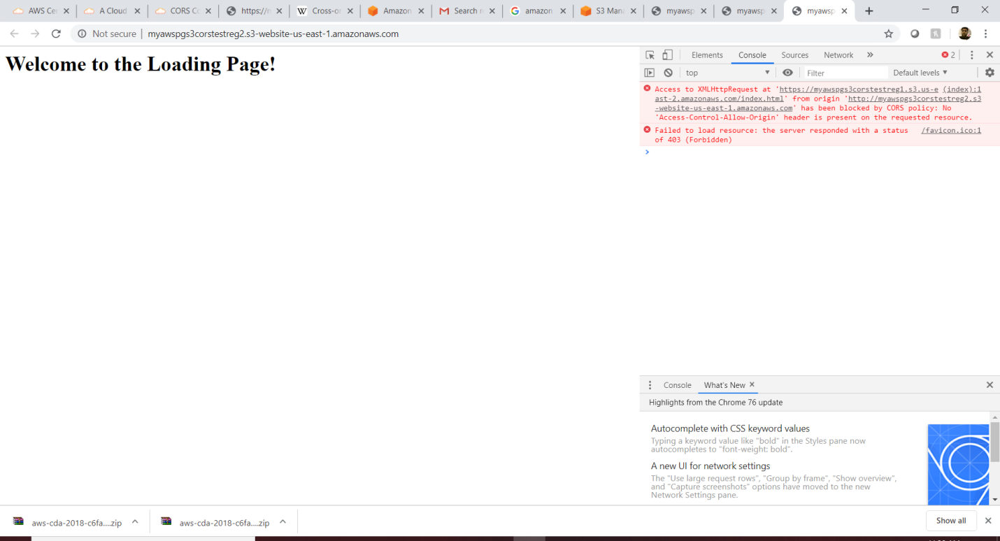 AWS Cer
A Cloud
CORS Co
https://n
Cross-or
Amazon
Search r
amazon
S3 Mana
myawsp
myawsp
myawsp
Not secure | myawspgs3corstestreg2.s3-website-us-east-1.amazonaws.com
Welcome to the Loading Page!
Elements Console Sources Network » 2
top Filter Default levels
Access to XMLHttpRequest at 'https://myawspgs3corstestreg1.s3.us-e (index):1
ast-2.amazonaws.com/index.html' from origin 'http://myawspgs3corstestreg2.s3
-website-us-east-1.amazonaws.com' has been blocked by CORS policy: No
'Access-Control-Allow-Origin' header is present on the requested resource.
Failed to load resource: the server responded with a status /favicon.ico:1
of 403 (Forbidden)
Console What's New
Highlights from the Chrome 76 update
Autocomplete with CSS keyword values
Typing a keyword value like "bold" in the Styles pane now
autocompletes to "font-weight: bold".
A new UI for network settings
The "Use large request rows", "Group by frame", "Show overview",
and "Capture screenshots" options have moved to the new
Network Settings pane.
aws-cda-2018-c6fa....zip
aws-cda-2018-c6fa....zip
Show all